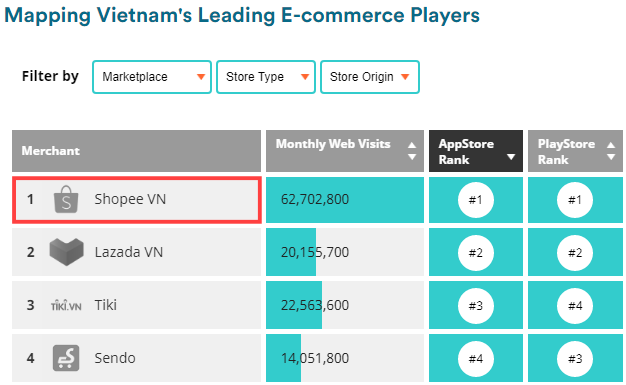 Mapping Vietnam's Leading E-commerce Players
Filter by
Marketplace
Store Type
Store Origin
Merchant
Monthly Web Visits
AppStore
Rank
PlayStore
Rank
1 S Shopee VN 62,702,800 #1 #1
2 Lazada VN 20,155,700 #2 #2
3 TIKI.VN Tiki 22,563,600 #3 #4
4 S Sendo 14,051,800 #4 #3